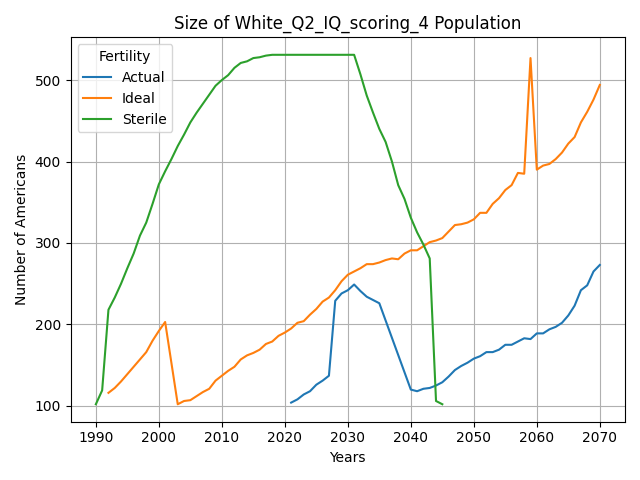 Size of White_Q2_IQ_scoring_4 Population
Fertility
Actual
Ideal
Sterile
Number of Americans
500
400
300
200
100
1990 2000 2010 2020 2030 2040 2050 2060 2070
Years